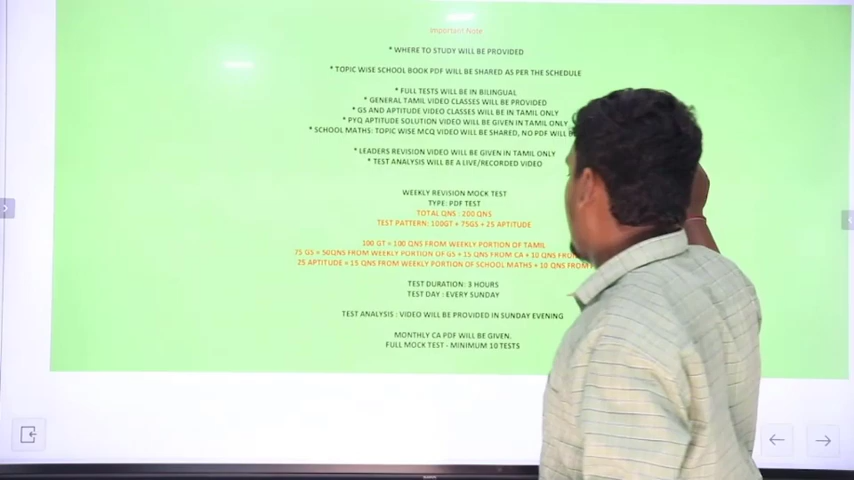 Important Note
* WHERE TO STUDY WILL BE PROVIDED
* TOPIC WISE SCHOOL BOOK PDF WILL BE SHARED AS PER THE SCHEDULE
* FULL TESTS WILL BE IN BILINGUAL
* GENERAL TAMIL VIDEO CLASSES WILL BE PROVIDED
* GS AND APTITUDE VIDEO CLASSES WILL BE IN TAMIL ONLY
* PYQ APTITUDE SOLUTION VIDEO WILL BE GIVEN IN TAMIL ONLY
* SCHOOL MATHS: TOPIC WISE MCQ VIDEO WILL BE SHARED, NO PDF WILL
* LEADERS REVISION VIDEO WILL BE GIVEN IN TAMIL ONLY
* TEST ANALYSIS WILL BE A LIVE/RECORDED VIDEO
WEEKLY REVISION MOCK TEST
TYPE: PDF TEST
TOTAL QNS : 200 QNS
TEST PATTERN: 100GT + 75GS + 25 APTITUDE
100 GT = 100 QNS FROM WEEKLY PORTION OF TAMIL
75 GS = 50QNS FROM WEEKLY PORTION OF GS + 15 QNS FROM CA + 10 QNS
25 APTITUDE = 15 QNS FROM WEEKLY PORTION OF SCHOOL MATHS + 10 QNS
TEST DURATION: 3 HOURS
TEST DAY : EVERY SUNDAY
TEST ANALYSIS : VIDEO WILL BE PROVIDED IN SUNDAY EVENING
MONTHLY CA PDF WILL BE GIVEN.
FULL MOCK TEST - MINIMUM 10 TESTS